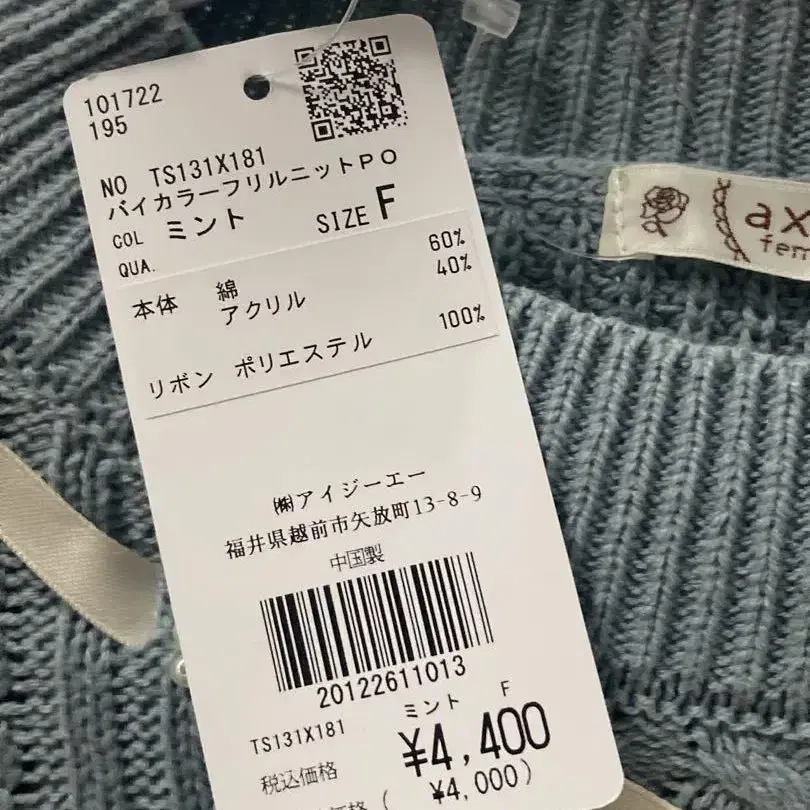 101722
195
NO TS131X181
バイカラーフリルニットPO
COL ミント SIZE F
QUA.
本体 綿 60%
アクリル 40%
リボン ポリエステル 100%
㈱アイジーエー
福井県越前市矢放町13-8-9
中国製
20122611013
TS131X181 ミント F
税込価格 ¥4,400
価格 ( ¥4,000)
ax
fem